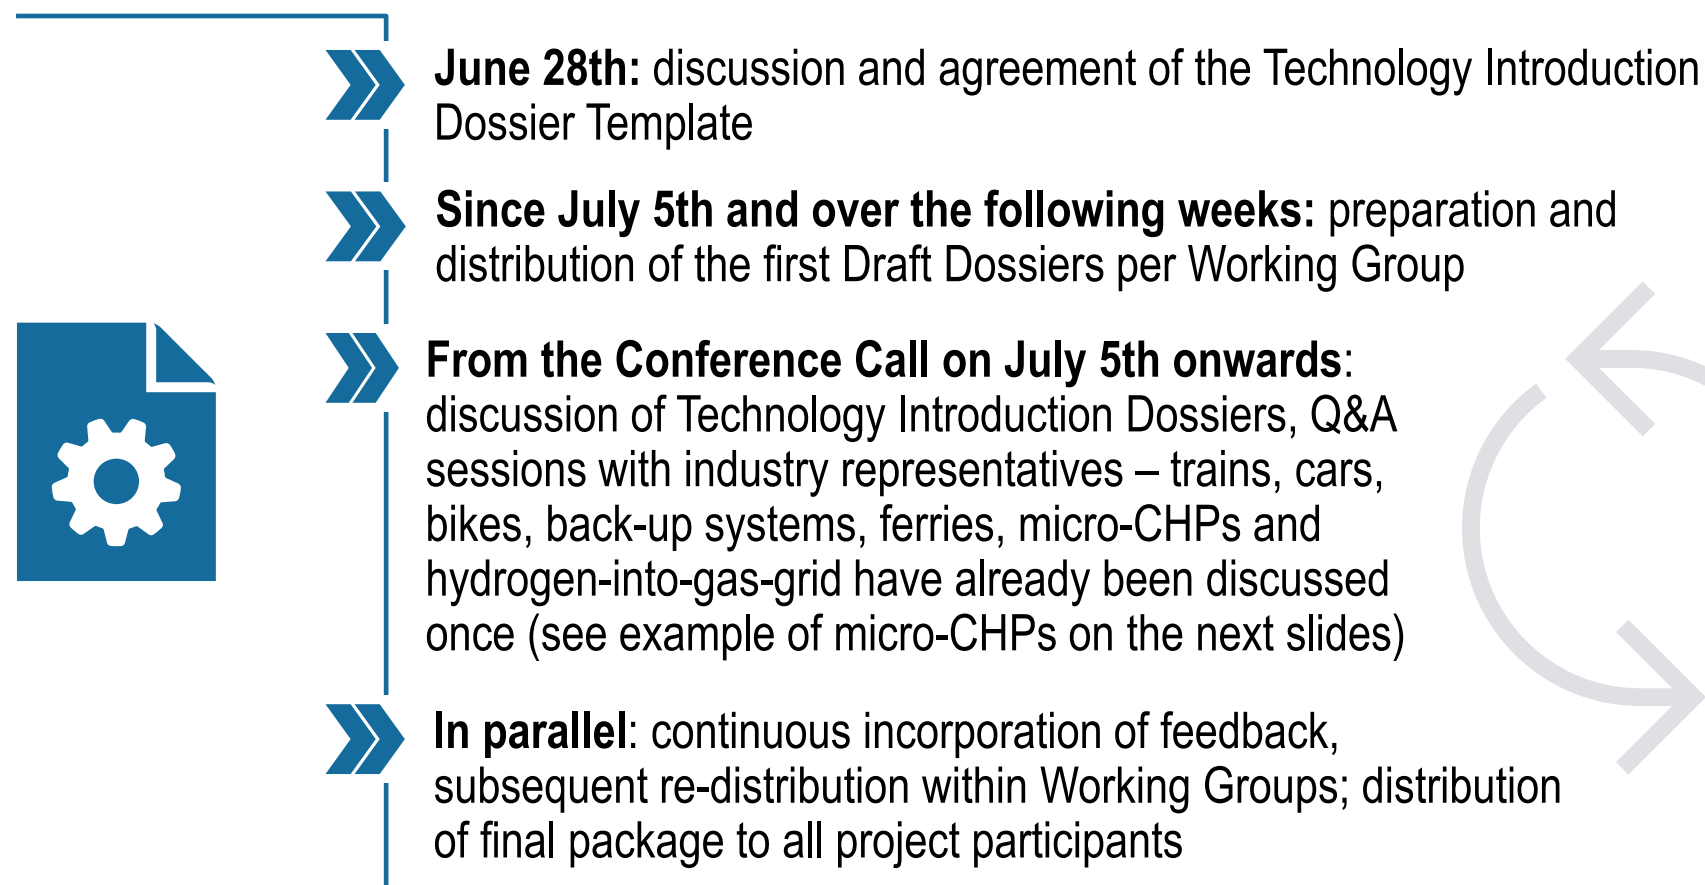 June 28th: discussion and agreement of the Technology Introduction
Dossier Template
Since July 5th and over the following weeks: preparation and
distribution of the first Draft Dossiers per Working Group
From the Conference Call on July 5th onwards:
discussion of Technology Introduction Dossiers, Q&A
sessions with industry representatives – trains, cars,
bikes, back-up systems, ferries, micro-CHPs and
hydrogen-into-gas-grid have already been discussed
once (see example of micro-CHPs on the next slides)
In parallel: continuous incorporation of feedback,
subsequent re-distribution within Working Groups; distribution
of final package to all project participants